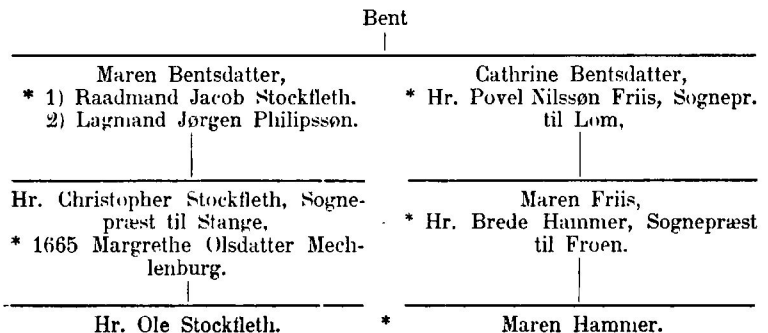 Bent
Maren Bentsdatter,
* 1) Raadmand Jacob Stockfleth.
2) Lagmand Jørgen Philipssøn.
Cathrine Bentsdatter,
* Hr. Povel Nilssøn Friis, Sognepr.
til Lom,
Hr. Christopher Stockfleth, Sogne-
præst til Stange,
* 1665 Margrethe Olsdatter Mech-
lenburg.
Maren Friis,
* Hr. Brede Hammer, Sognepræst
til Froen.
Hr. Ole Stockfleth. * Maren Hammer.